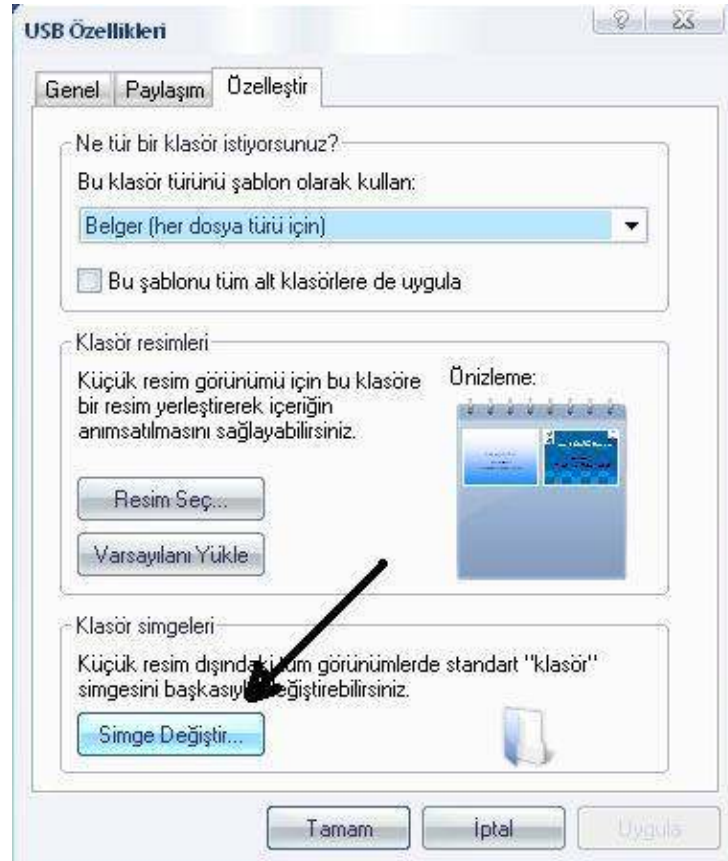 USB Özellikleri
Genel Paylaşım Özelleştir
Ne tür bir klasör istiyorsunuz?
Bu klasör türünü şablon olarak kullan:
Belger (her dosya türü için)
Bu şablonu tüm alt klasörlere de uygula
Klasör resimleri
Küçük resim görünümü için bu klasöre
bir resim yerleştirerek içeriğin
anımsatılmasını sağlayabilirsiniz.
Önizleme:
Resim Seç...
Varsayılanı Yükle
Klasör simgeleri
Küçük resim dışındaki tüm görünümlerde standart "klasör"
simgesini başkasıyla değiştirebilirsiniz.
Simge Değiştir...
Tamam İptal Uygula